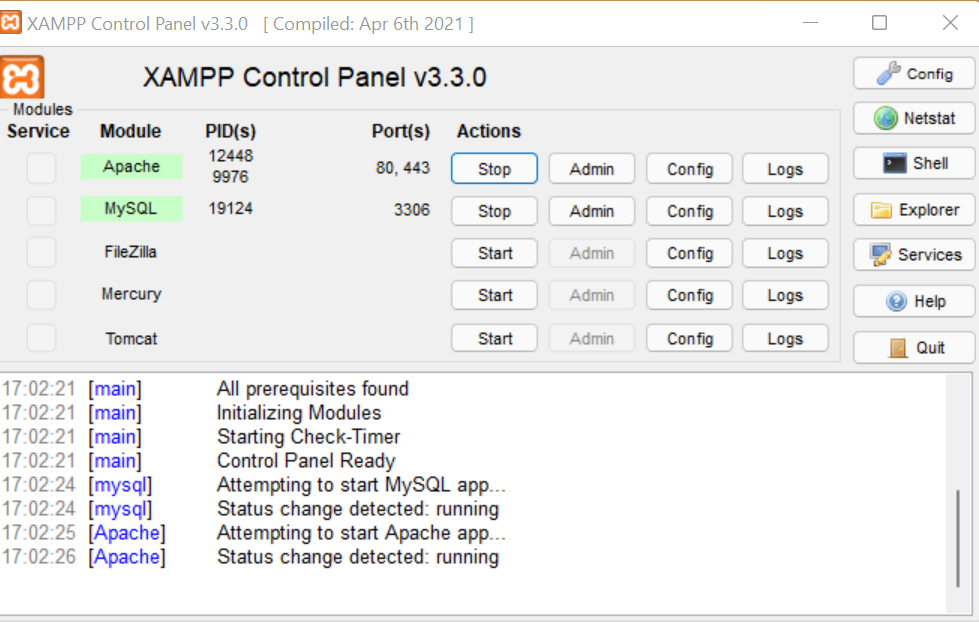 XAMPP Control Panel v3.3.0 [ Compiled: Apr 6th 2021 ]
XAMPP Control Panel v3.3.0
Config
Modules
Service Module PID(s) Port(s) Actions
Netstat
Apache 12448 9976 80, 443 Stop Admin Config Logs
Shell
MySQL 19124 3306 Stop Admin Config Logs
Explorer
FileZilla Start Admin Config Logs
Services
Mercury Start Admin Config Logs
Help
Tomcat Start Admin Config Logs
Quit
17:02:21 [main] All prerequisites found
17:02:21 [main] Initializing Modules
17:02:21 [main] Starting Check-Timer
17:02:21 [main] Control Panel Ready
17:02:24 [mysql] Attempting to start MySQL app...
17:02:24 [mysql] Status change detected: running
17:02:25 [Apache] Attempting to start Apache app...
17:02:26 [Apache] Status change detected: running